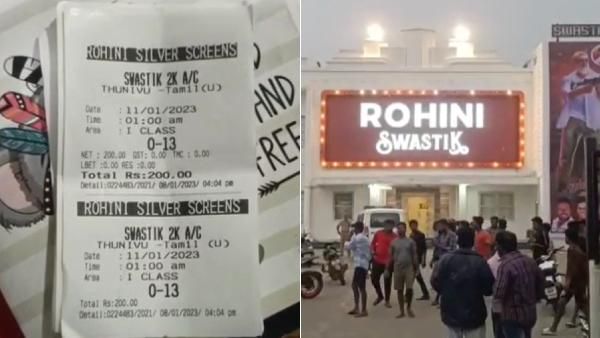 ROHINI SILVER SCREENS
SWASTIK 2K A/C
THUNIVU -Tamil(U)
Date : 11/01/2023
Time : 01:00 am
Area : I CLASS
O-13
NET : 200.00 GST: 0.00 TMC : 0.00
LBET :0.00 RES :0.00
Total Rs:200.00
Detail:0224483/2021/ 08/01/2023/ 04:04 pm
ROHINI SILVER SCREENS
SWASTIK 2K A/C
THUNIVU -Tamil (U)
Date : 11/01/2023
Time : 01:00 am
Area : I CLASS
O-13
Total Rs:200.00
Detail:0224483/2021/ 08/01/2023/ 04:04 pm
AND
FREE
ROHINI
SWASTIK
SWASTIK